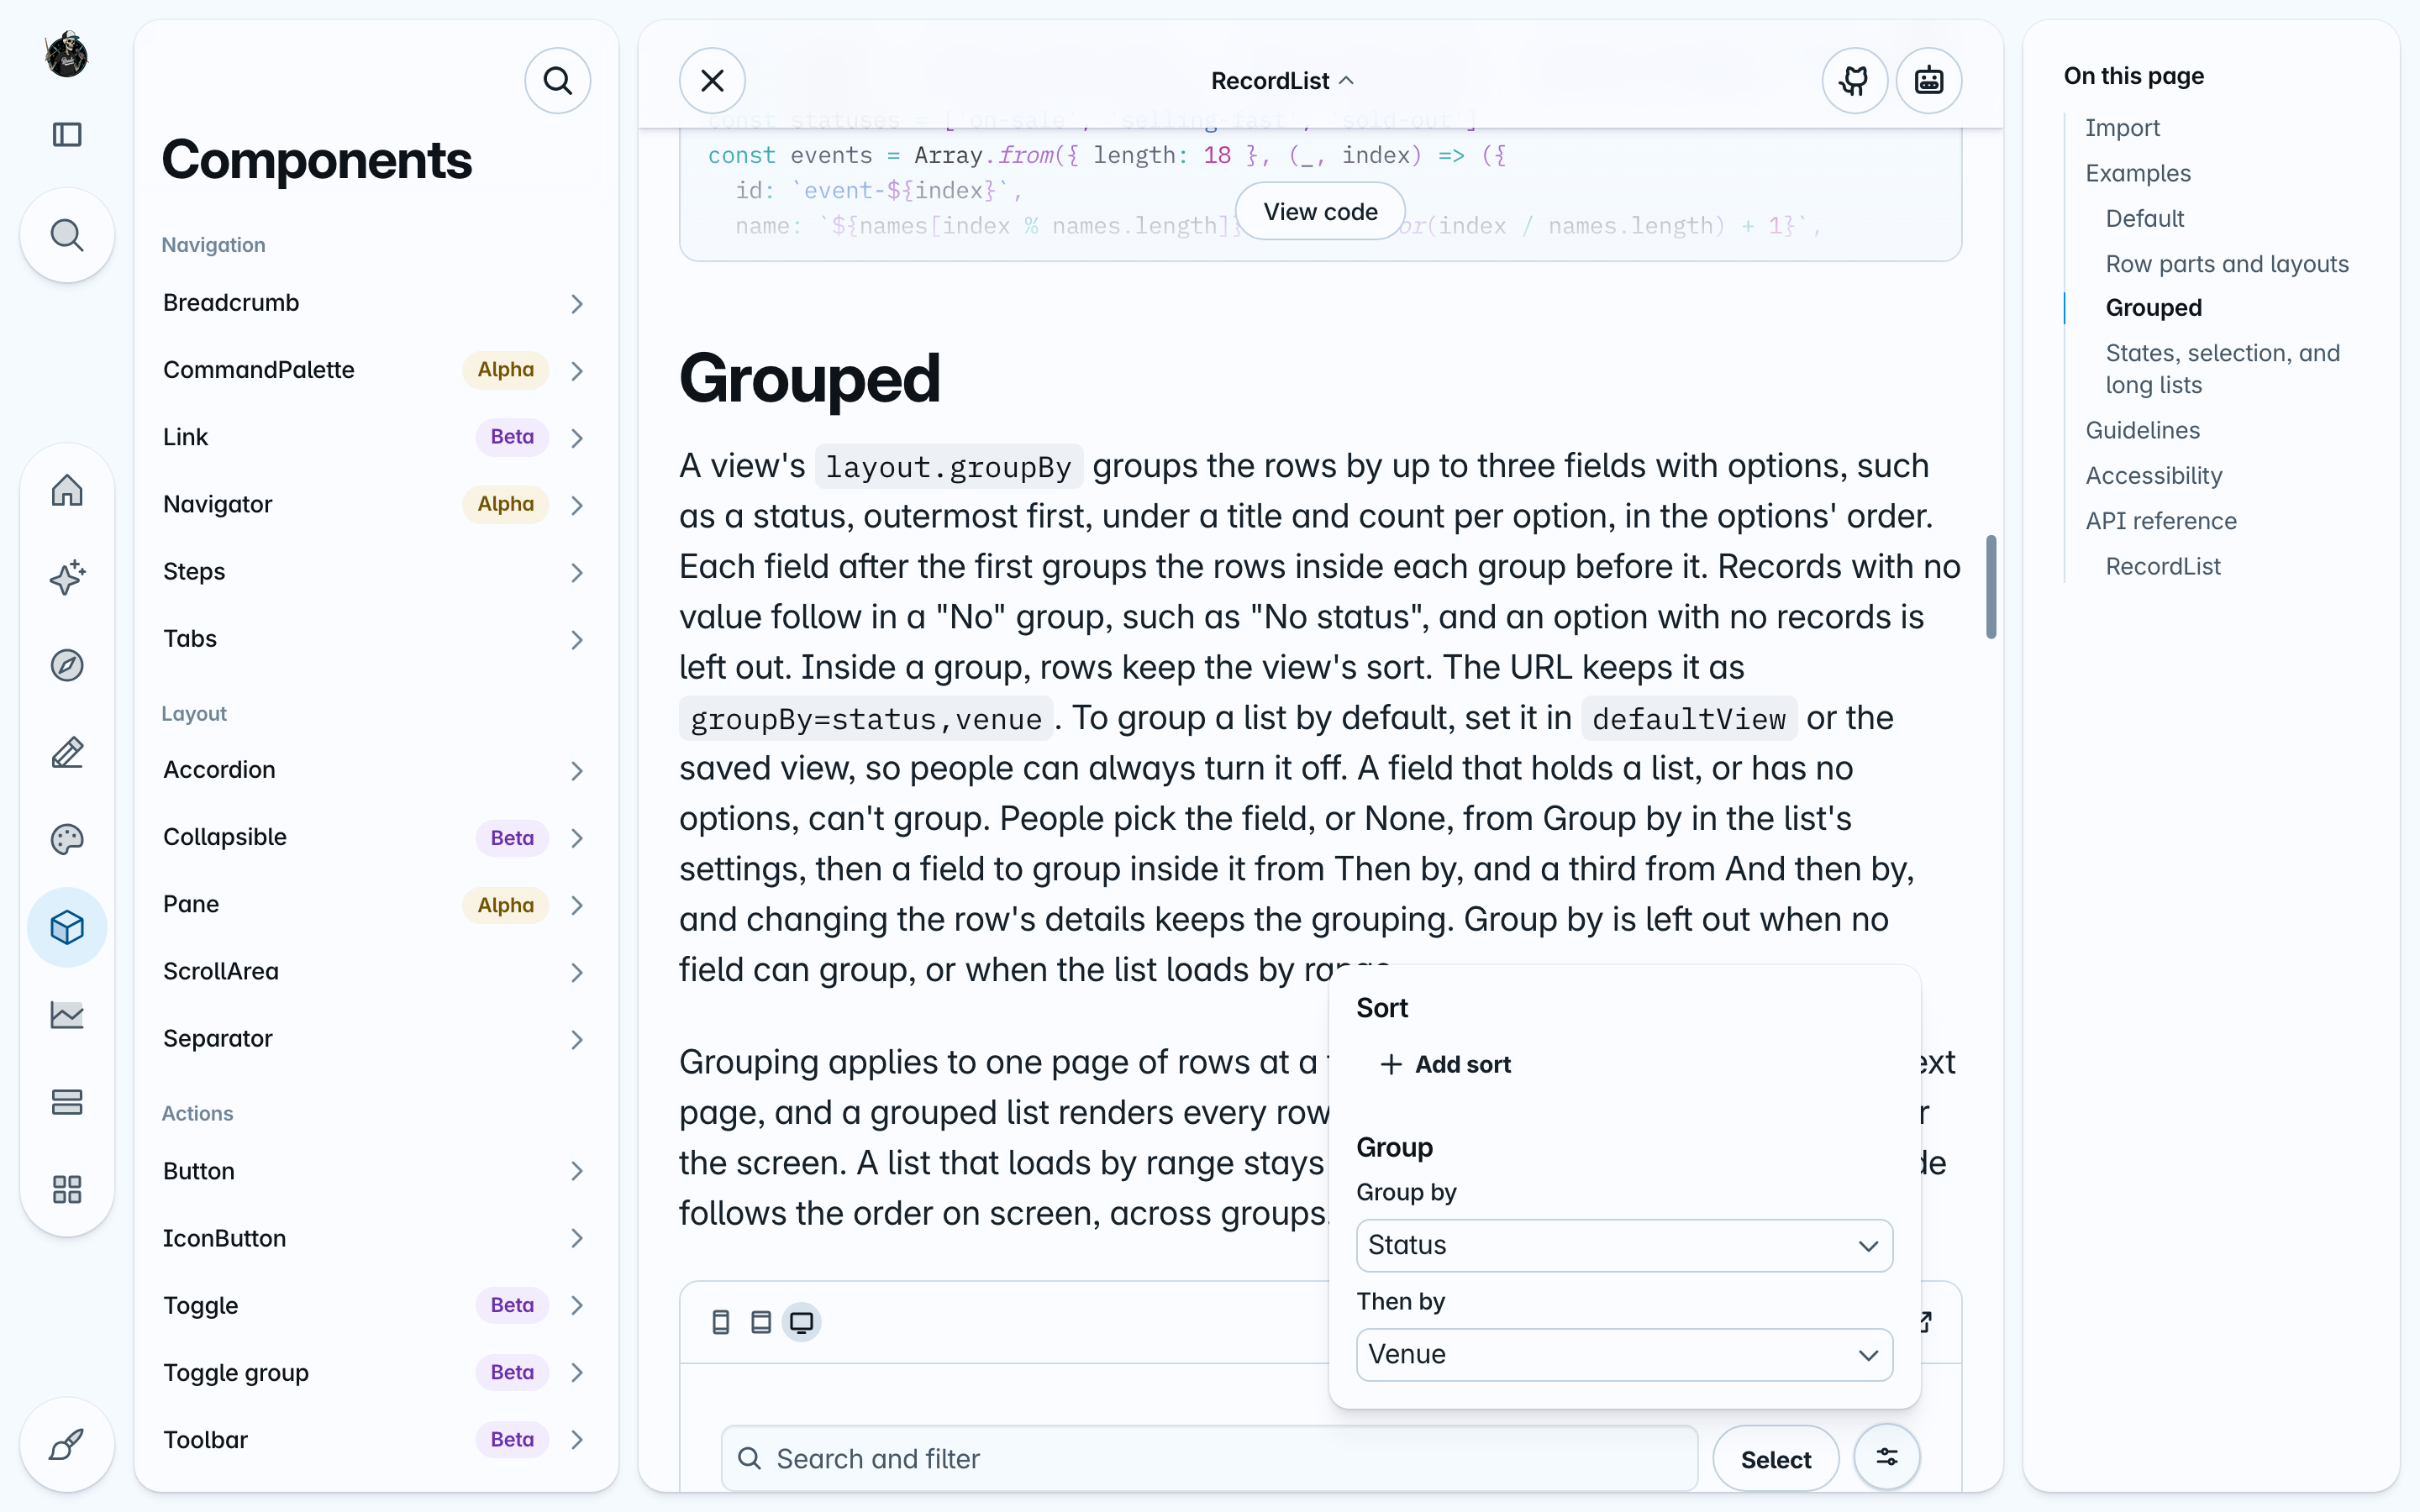 Components
Navigation
Breadcrumb
CommandPalette Alpha
Link Beta
Navigator Alpha
Steps
Tabs
Layout
Accordion
Collapsible Beta
Pane Alpha
ScrollArea
Separator
Actions
Button
IconButton
Toggle Beta
Toggle group Beta
Toolbar Beta
RecordList
const statuses = ['on-sale', 'selling-fast', 'sold-out']
const events = Array.from({ length: 18 }, (_, index) => ({
id: `event-${index}`,
name: `${names[index % names.length]} or(index / names.length) + 1}`,
View code
Grouped
A view's layout.groupBy groups the rows by up to three fields with options, such
as a status, outermost first, under a title and count per option, in the options' order.
Each field after the first groups the rows inside each group before it. Records with no
value follow in a "No" group, such as "No status", and an option with no records is
left out. Inside a group, rows keep the view's sort. The URL keeps it as
groupBy=status,venue. To group a list by default, set it in defaultView or the
saved view, so people can always turn it off. A field that holds a list, or has no
options, can't group. People pick the field, or None, from Group by in the list's
settings, then a field to group inside it from Then by, and a third from And then by,
and changing the row's details keeps the grouping. Group by is left out when no
field can group, or when the list loads by
Grouping applies to one page of rows at a
page, and a grouped list renders every row
the screen. A list that loads by range stays
follows the order on screen, across groups.
Sort
Add sort
Group
Group by
Status
Then by
Venue
Search and filter
Select
On this page
Import
Examples
Default
Row parts and layouts
Grouped
States, selection, and
long lists
Guidelines
Accessibility
API reference
RecordList